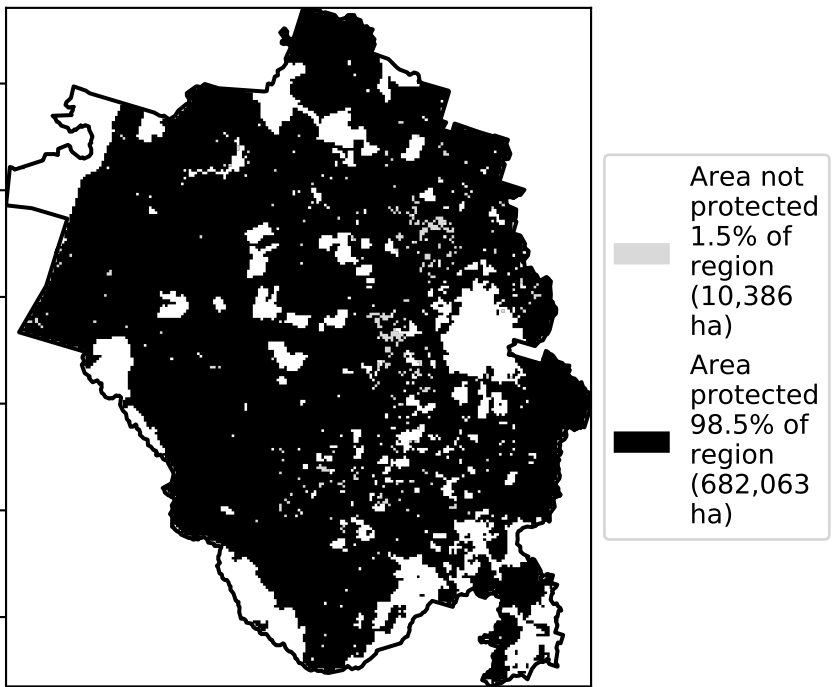 Area not
protected
1.5% of
region
(10,386
ha)
Area
protected
98.5% of
region
(682,063
ha)